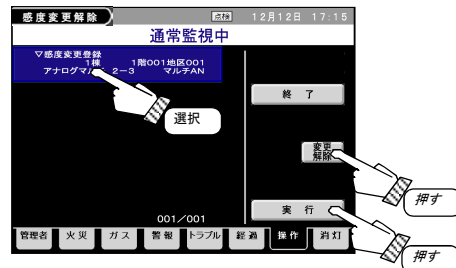 感度変更解除 点検 12月12日 17:15
通常監視中
▽感度変更登録
1棟 1階001地区001
アナログマル 2-3 マルチAN
選択
終 了
変更
解除
押す
001/001
実 行
管理者 火災 ガス 警報 トラブル 経過 操作 消灯
押す